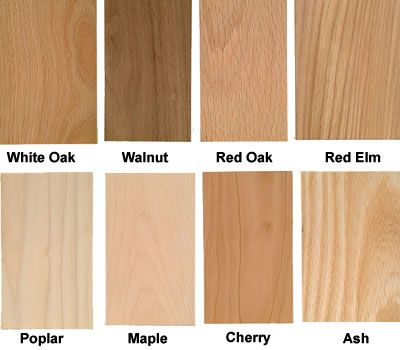 White Oak Walnut Red Oak Red Elm
Poplar Maple Cherry Ash